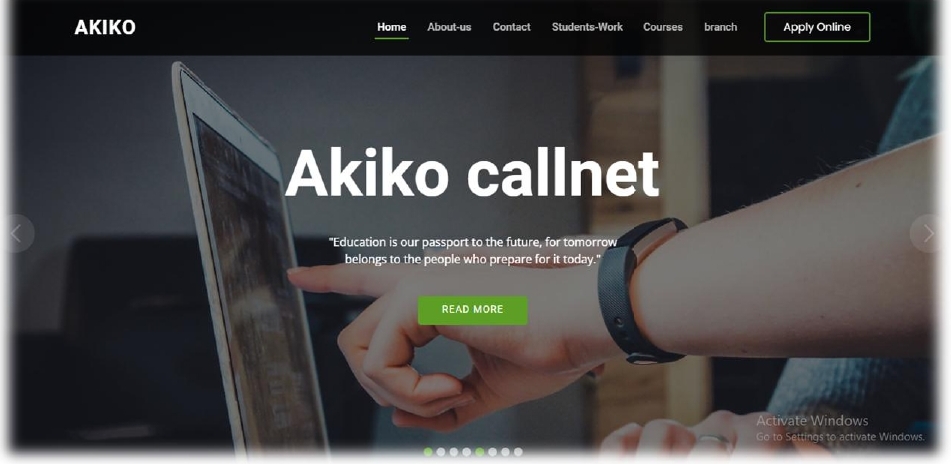 AKIKO
Home About-us Contact Students-Work Courses branch Apply Online
Akiko callnet
"Education is our passport to the future, for tomorrow
belongs to the people who prepare for it today."
READ MORE
Activate Windows
Go to Settings to activate Windows.